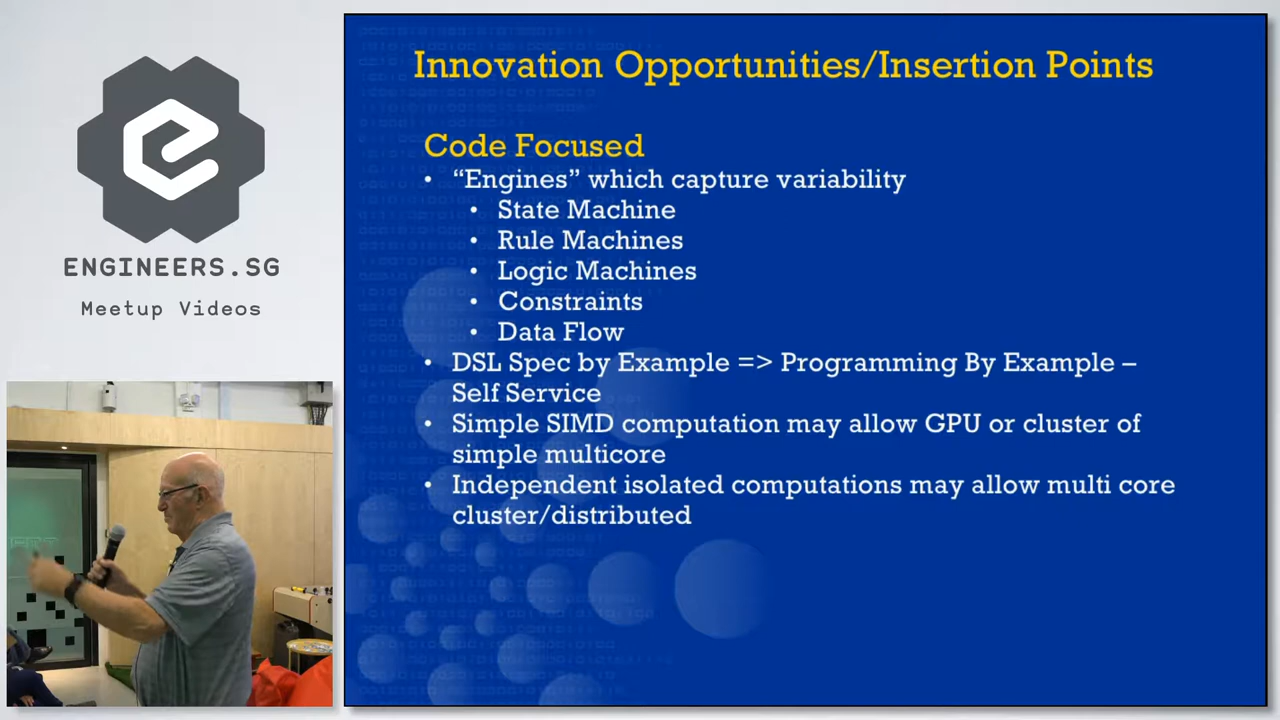 ENGINEERS.SG
Meetup Videos
Innovation Opportunities/Insertion Points
Code Focused
• “Engines” which capture variability
• State Machine
• Rule Machines
• Logic Machines
• Constraints
• Data Flow
• DSL Spec by Example => Programming By Example –
Self Service
• Simple SIMD computation may allow GPU or cluster of
simple multicore
• Independent isolated computations may allow multi core
cluster/distributed